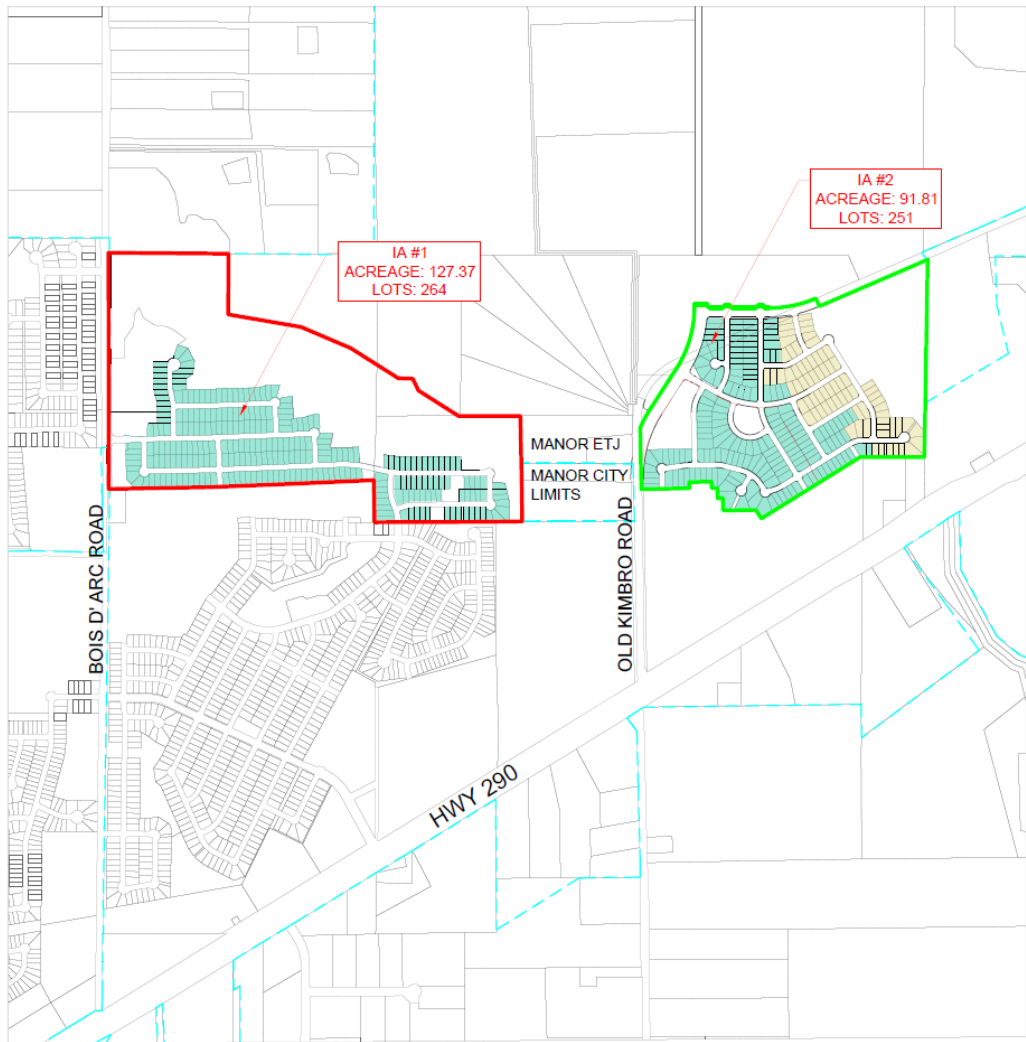 IA #2
ACREAGE: 91.81
LOTS: 251
IA #1
ACREAGE: 127.37
LOTS: 264
MANOR ETJ
MANOR CITY
LIMITS
BOIS D' ARC ROAD
OLD KIMBRO ROAD
HWY 290